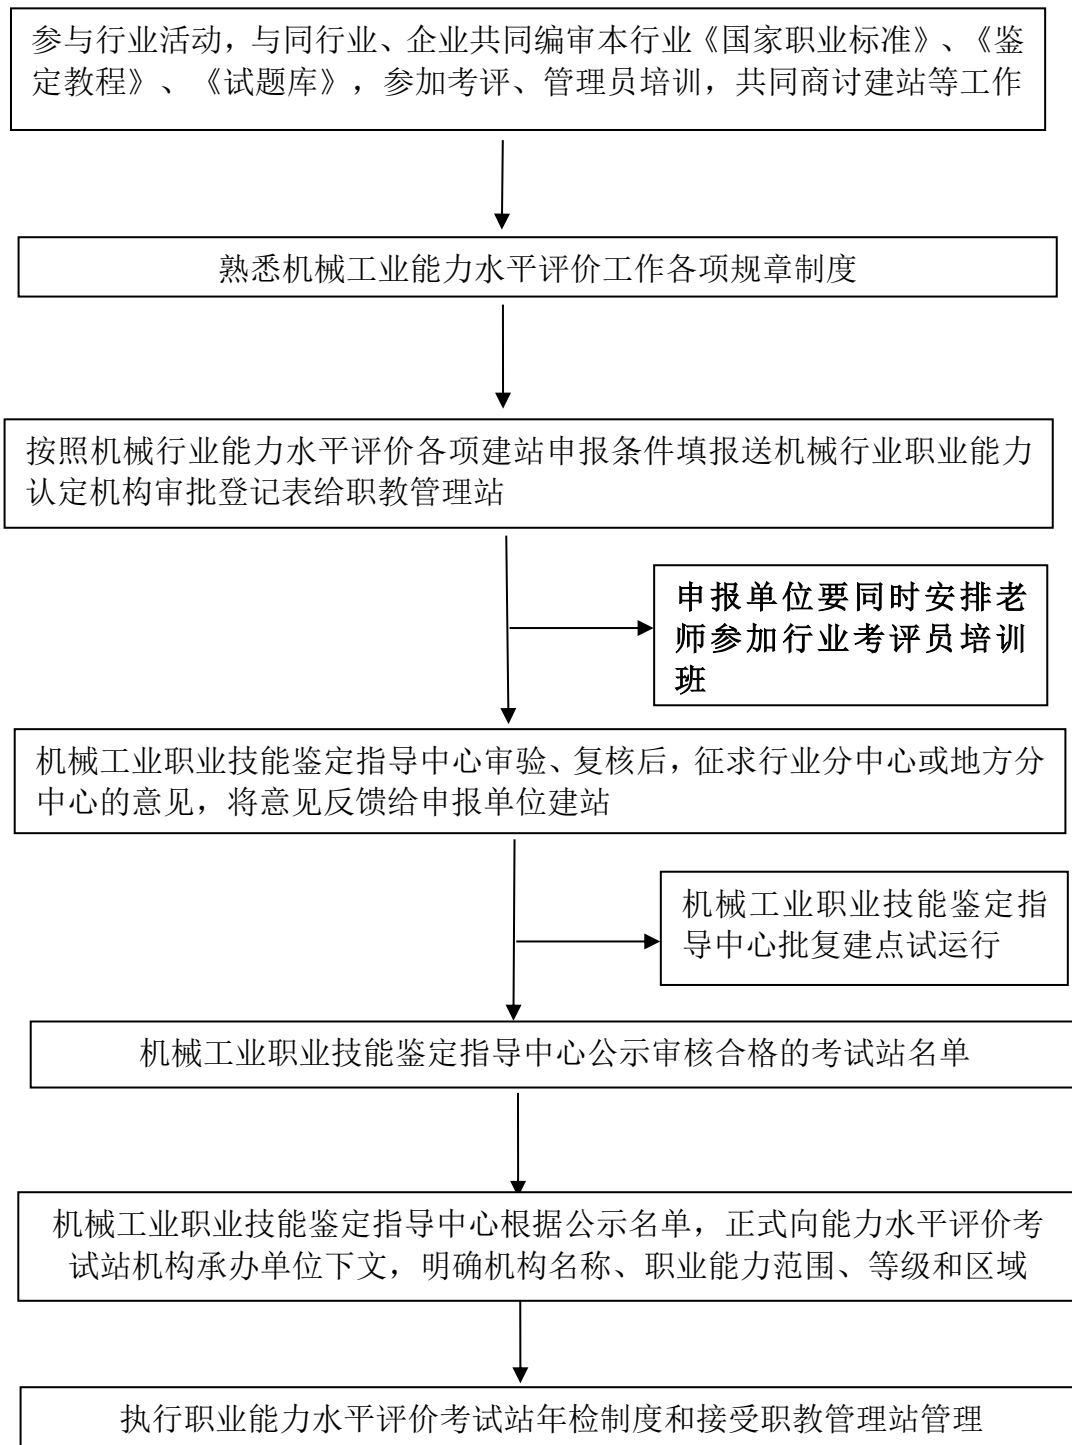 参与行业活动，与同行业、企业共同编审本行业《国家职业标准》、《鉴
定教程》、《试题库》，参加考评、管理员培训，共同商讨建站等工作
熟悉机械工业能力水平评价工作各项规章制度
按照机械行业能力水平评价各项建站申报条件填报送机械行业职业能力
认定机构审批登记表给职教管理站
申报单位要同时安排老
师参加行业考评员培训
班
机械工业职业技能鉴定指导中心审验、复核后，征求行业分中心或地方分
中心的意见，将意见反馈给申报单位建站
机械工业职业技能鉴定指
导中心批复建点试运行
机械工业职业技能鉴定指导中心公示审核合格的考试站名单
机械工业职业技能鉴定指导中心根据公示名单，正式向能力水平评价考
试站机构承办单位下文，明确机构名称、职业能力范围、等级和区域
执行职业能力水平评价考试站年检制度和接受职教管理站管理